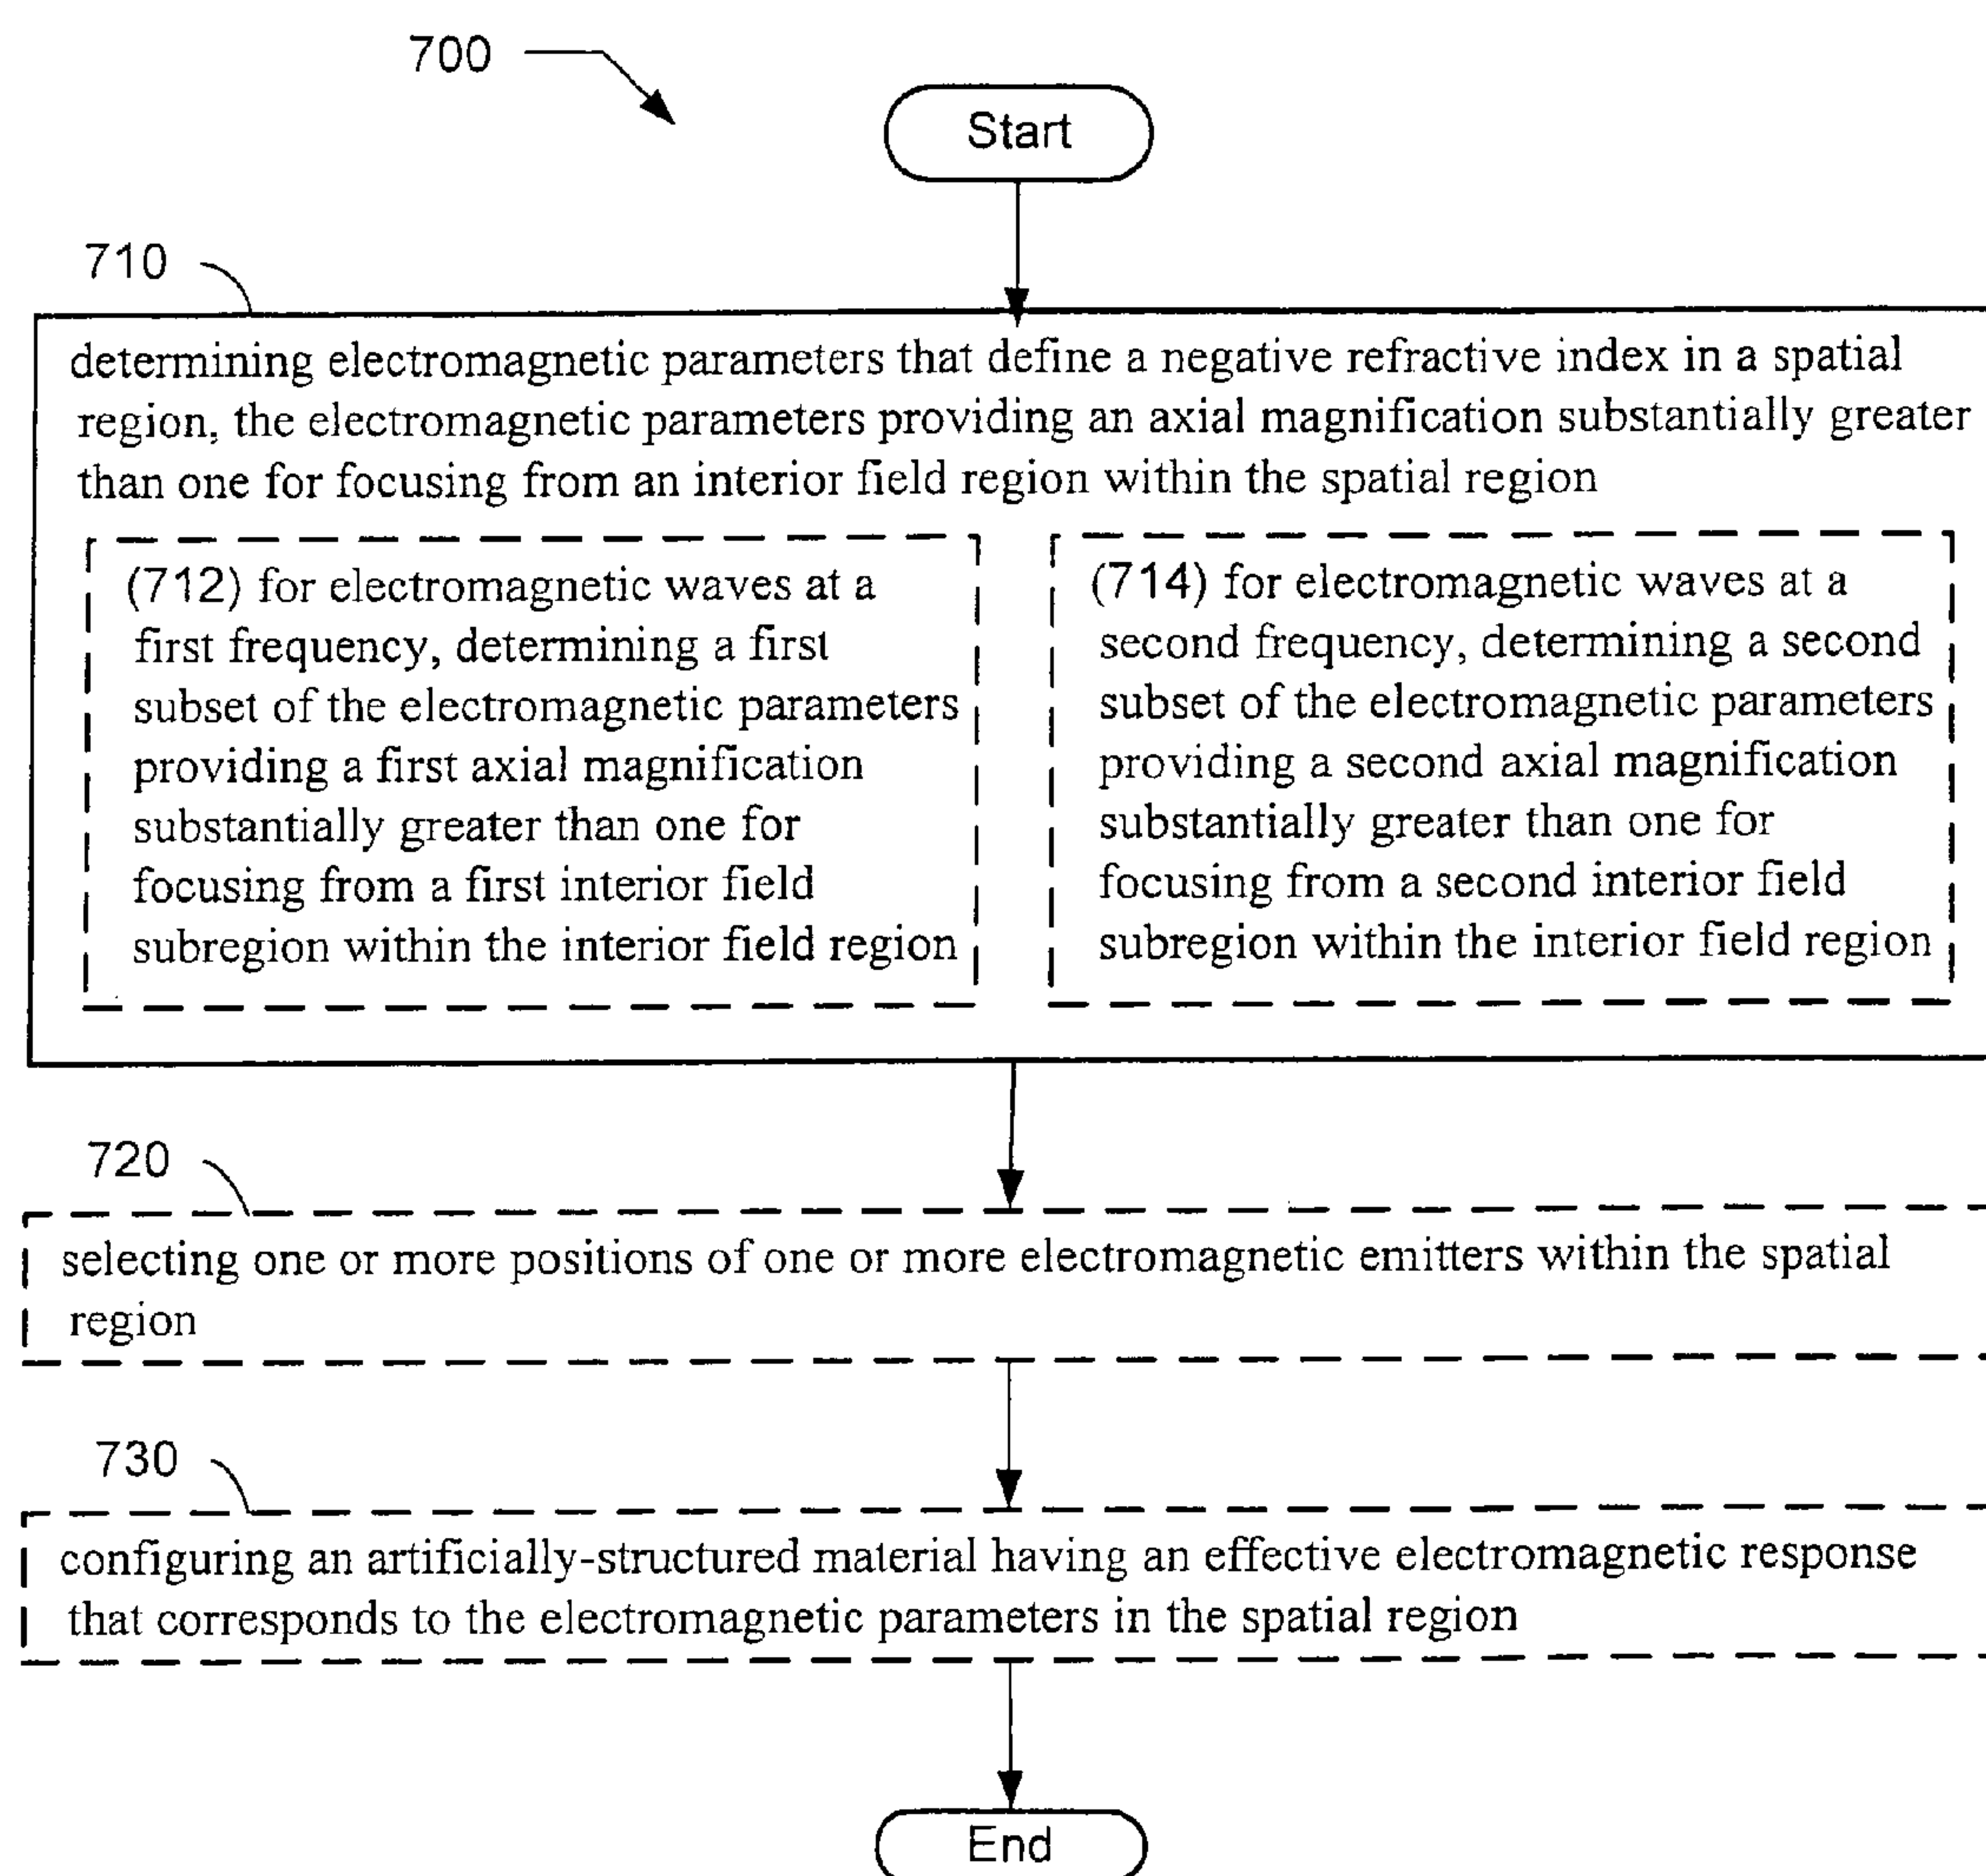 700
Start
710
determining electromagnetic parameters that define a negative refractive index in a spatial
region, the electromagnetic parameters providing an axial magnification substantially greater
than one for focusing from an interior field region within the spatial region
(712) for electromagnetic waves at a
first frequency, determining a first
subset of the electromagnetic parameters
providing a first axial magnification
substantially greater than one for
focusing from a first interior field
subregion within the interior field region
(714) for electromagnetic waves at a
second frequency, determining a second
subset of the electromagnetic parameters
providing a second axial magnification
substantially greater than one for
focusing from a second interior field
subregion within the interior field region
720
selecting one or more positions of one or more electromagnetic emitters within the spatial
region
730
configuring an artificially-structured material having an effective electromagnetic response
that corresponds to the electromagnetic parameters in the spatial region
End